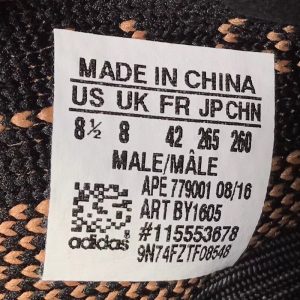 MADE IN CHINA
US UK FR JP CHN
8½ 8 42 265 260
MALE/MÂLE
APE 779001 08/16
ART BY1605
#115553678
9N74FZTF08548
adidas